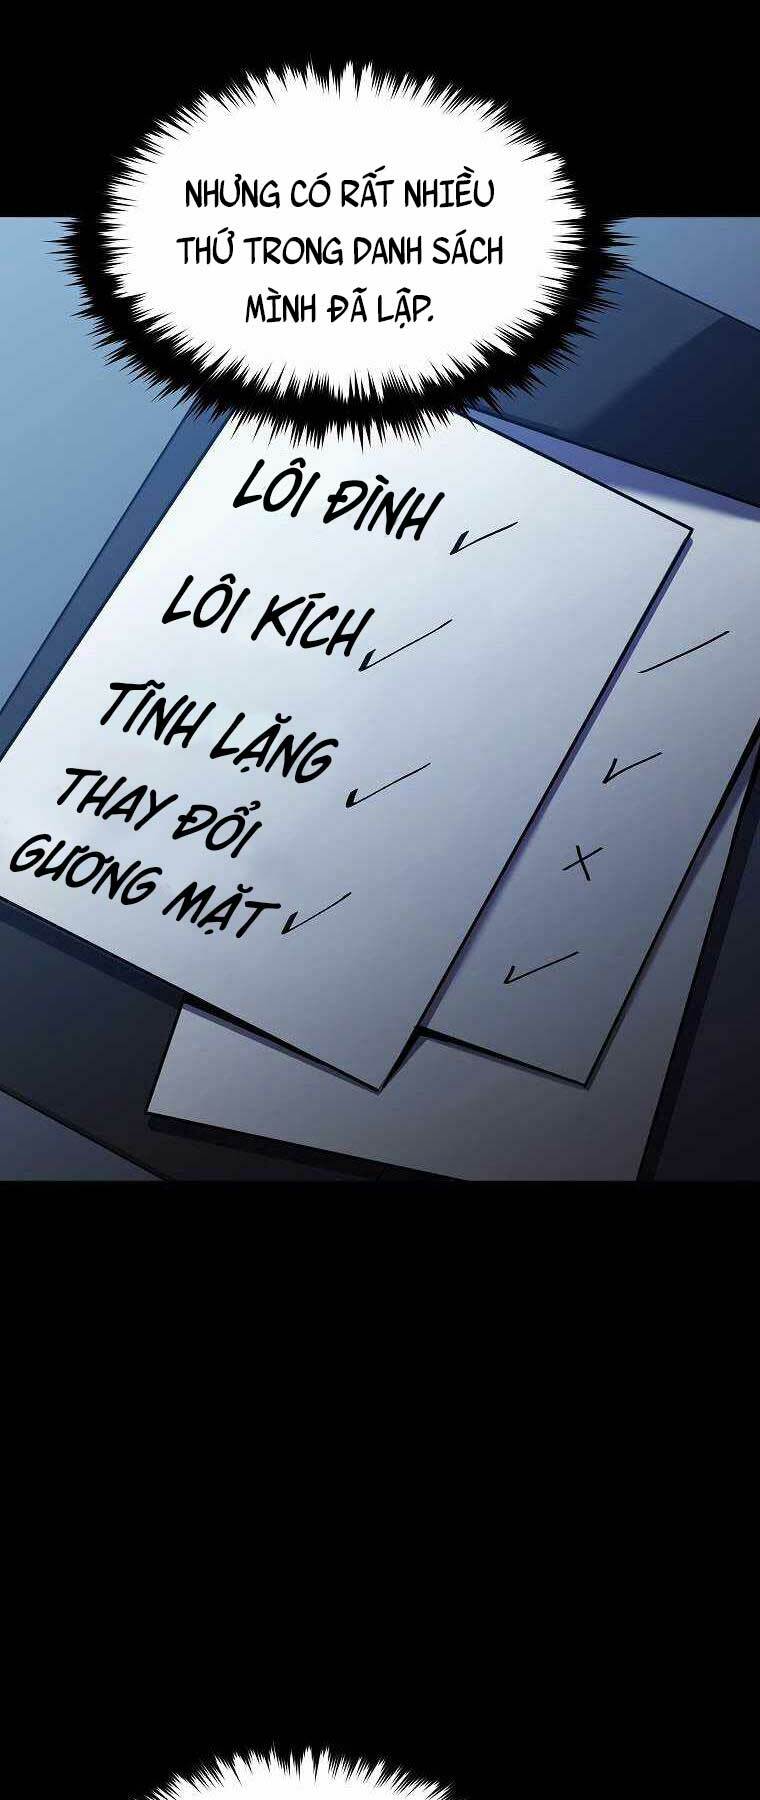 NHƯNG CÓ RẤT NHIỀU
THỨ TRONG DANH SÁCH
MÌNH ĐÃ LẬP.
LÔI ĐÌNH
LÔI KÍCH
TĨNH LẶNG
THAY ĐỔI
GƯƠNG MẶT